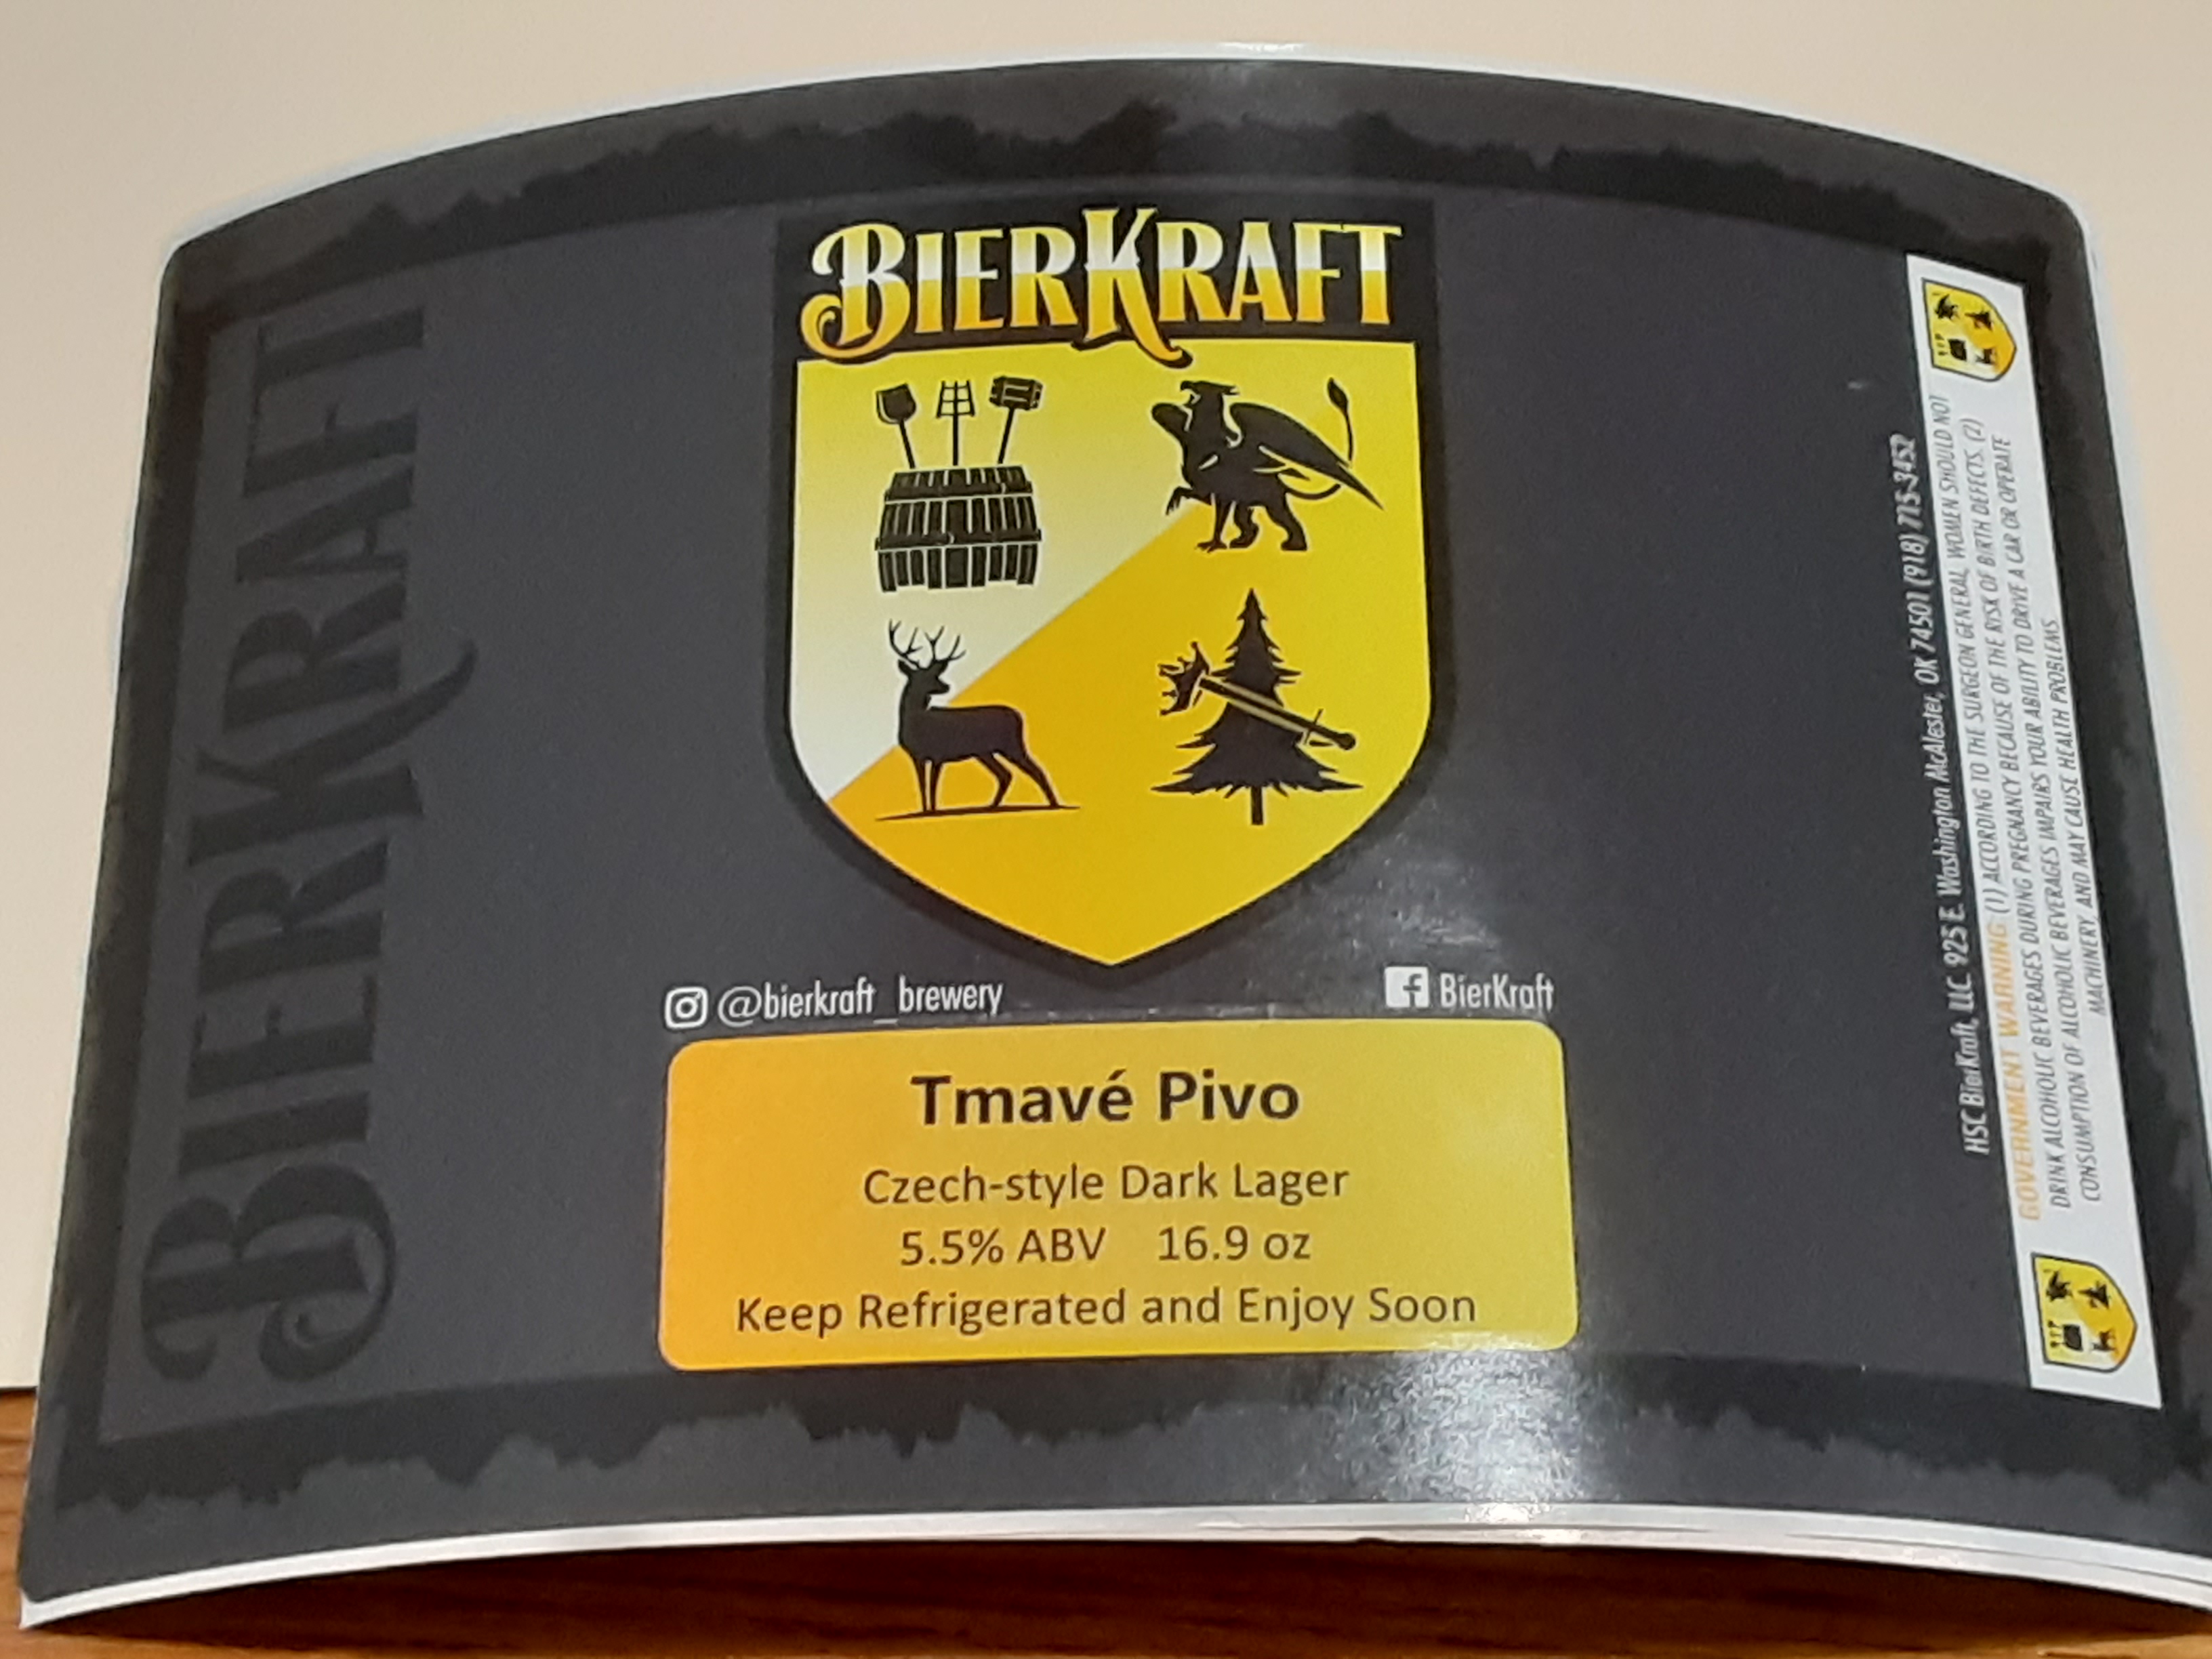 BIERKRAFT
BIERKRAFT
@bierkraft_brewery
BierKraft
Tmavé Pivo
Czech-style Dark Lager
5.5% ABV 16.9 oz
Keep Refrigerated and Enjoy Soon
HSC BierKraft, LLC 925 E. Washington McAlester, OK 74501 (918) 715-3452
GOVERNMENT WARNING: (1) ACCORDING TO THE SURGEON GENERAL, WOMEN SHOULD NOT
DRINK ALCOHOLIC BEVERAGES DURING PREGNANCY BECAUSE OF THE RISK OF BIRTH DEFECTS. (2)
CONSUMPTION OF ALCOHOLIC BEVERAGES IMPAIRS YOUR ABILITY TO DRIVE A CAR OR OPERATE
MACHINERY, AND MAY CAUSE HEALTH PROBLEMS.